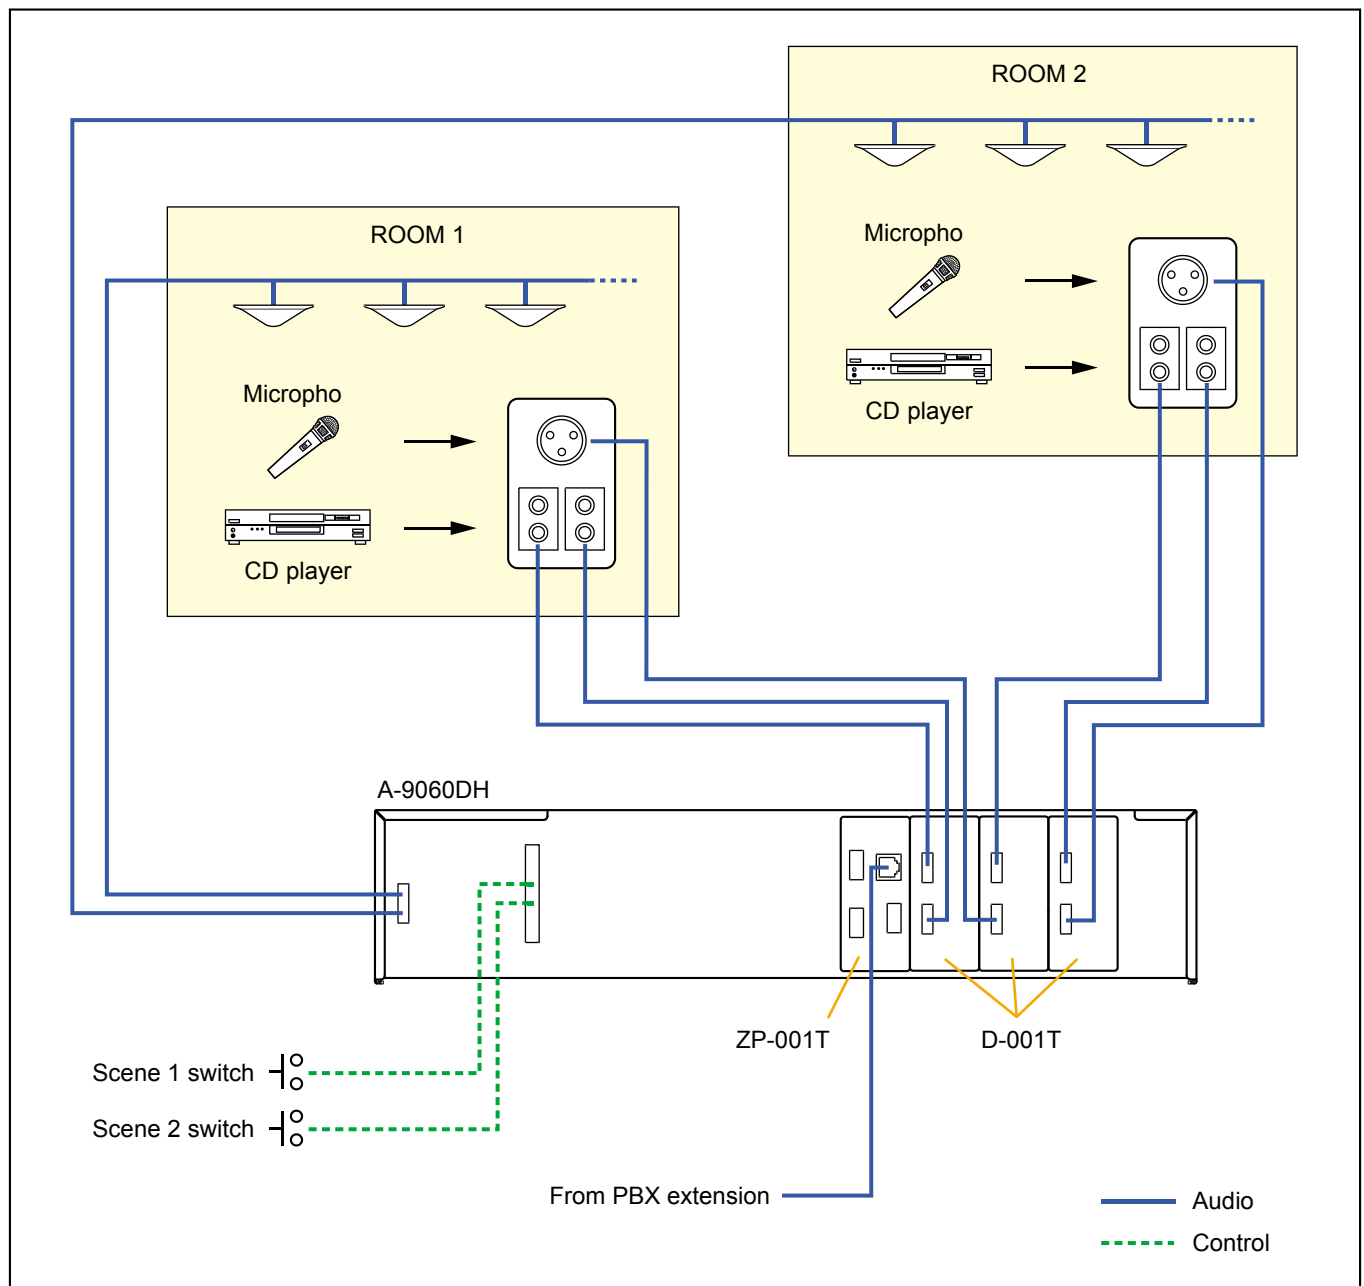 ROOM 2
Micropho
CD player
ROOM 1
Micropho
CD player
A-9060DH
ZP-001T
D-001T
Scene 1 switch
Scene 2 switch
From PBX extension
Audio
Control